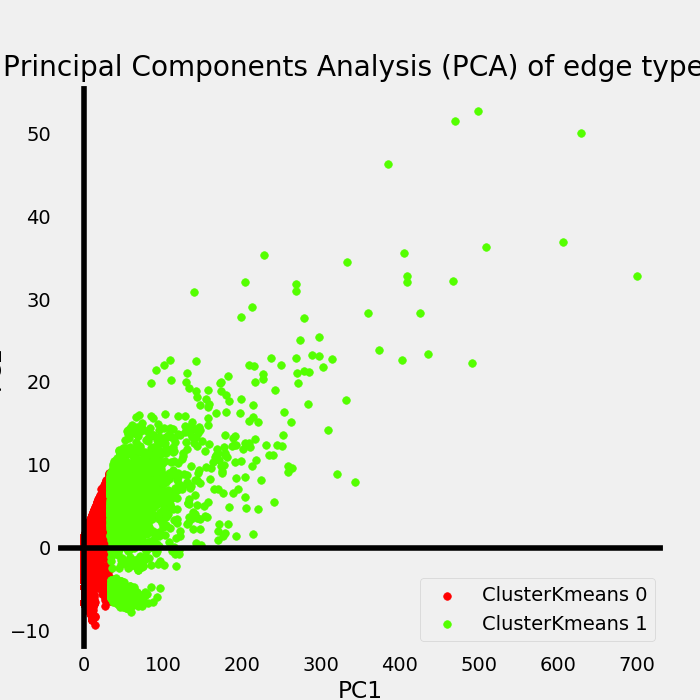 Principal Components Analysis (PCA) of edge type
50
40
30
20
10
0
−10
0 100 200 300 400 500 600 700
PC1
ClusterKmeans 0
ClusterKmeans 1